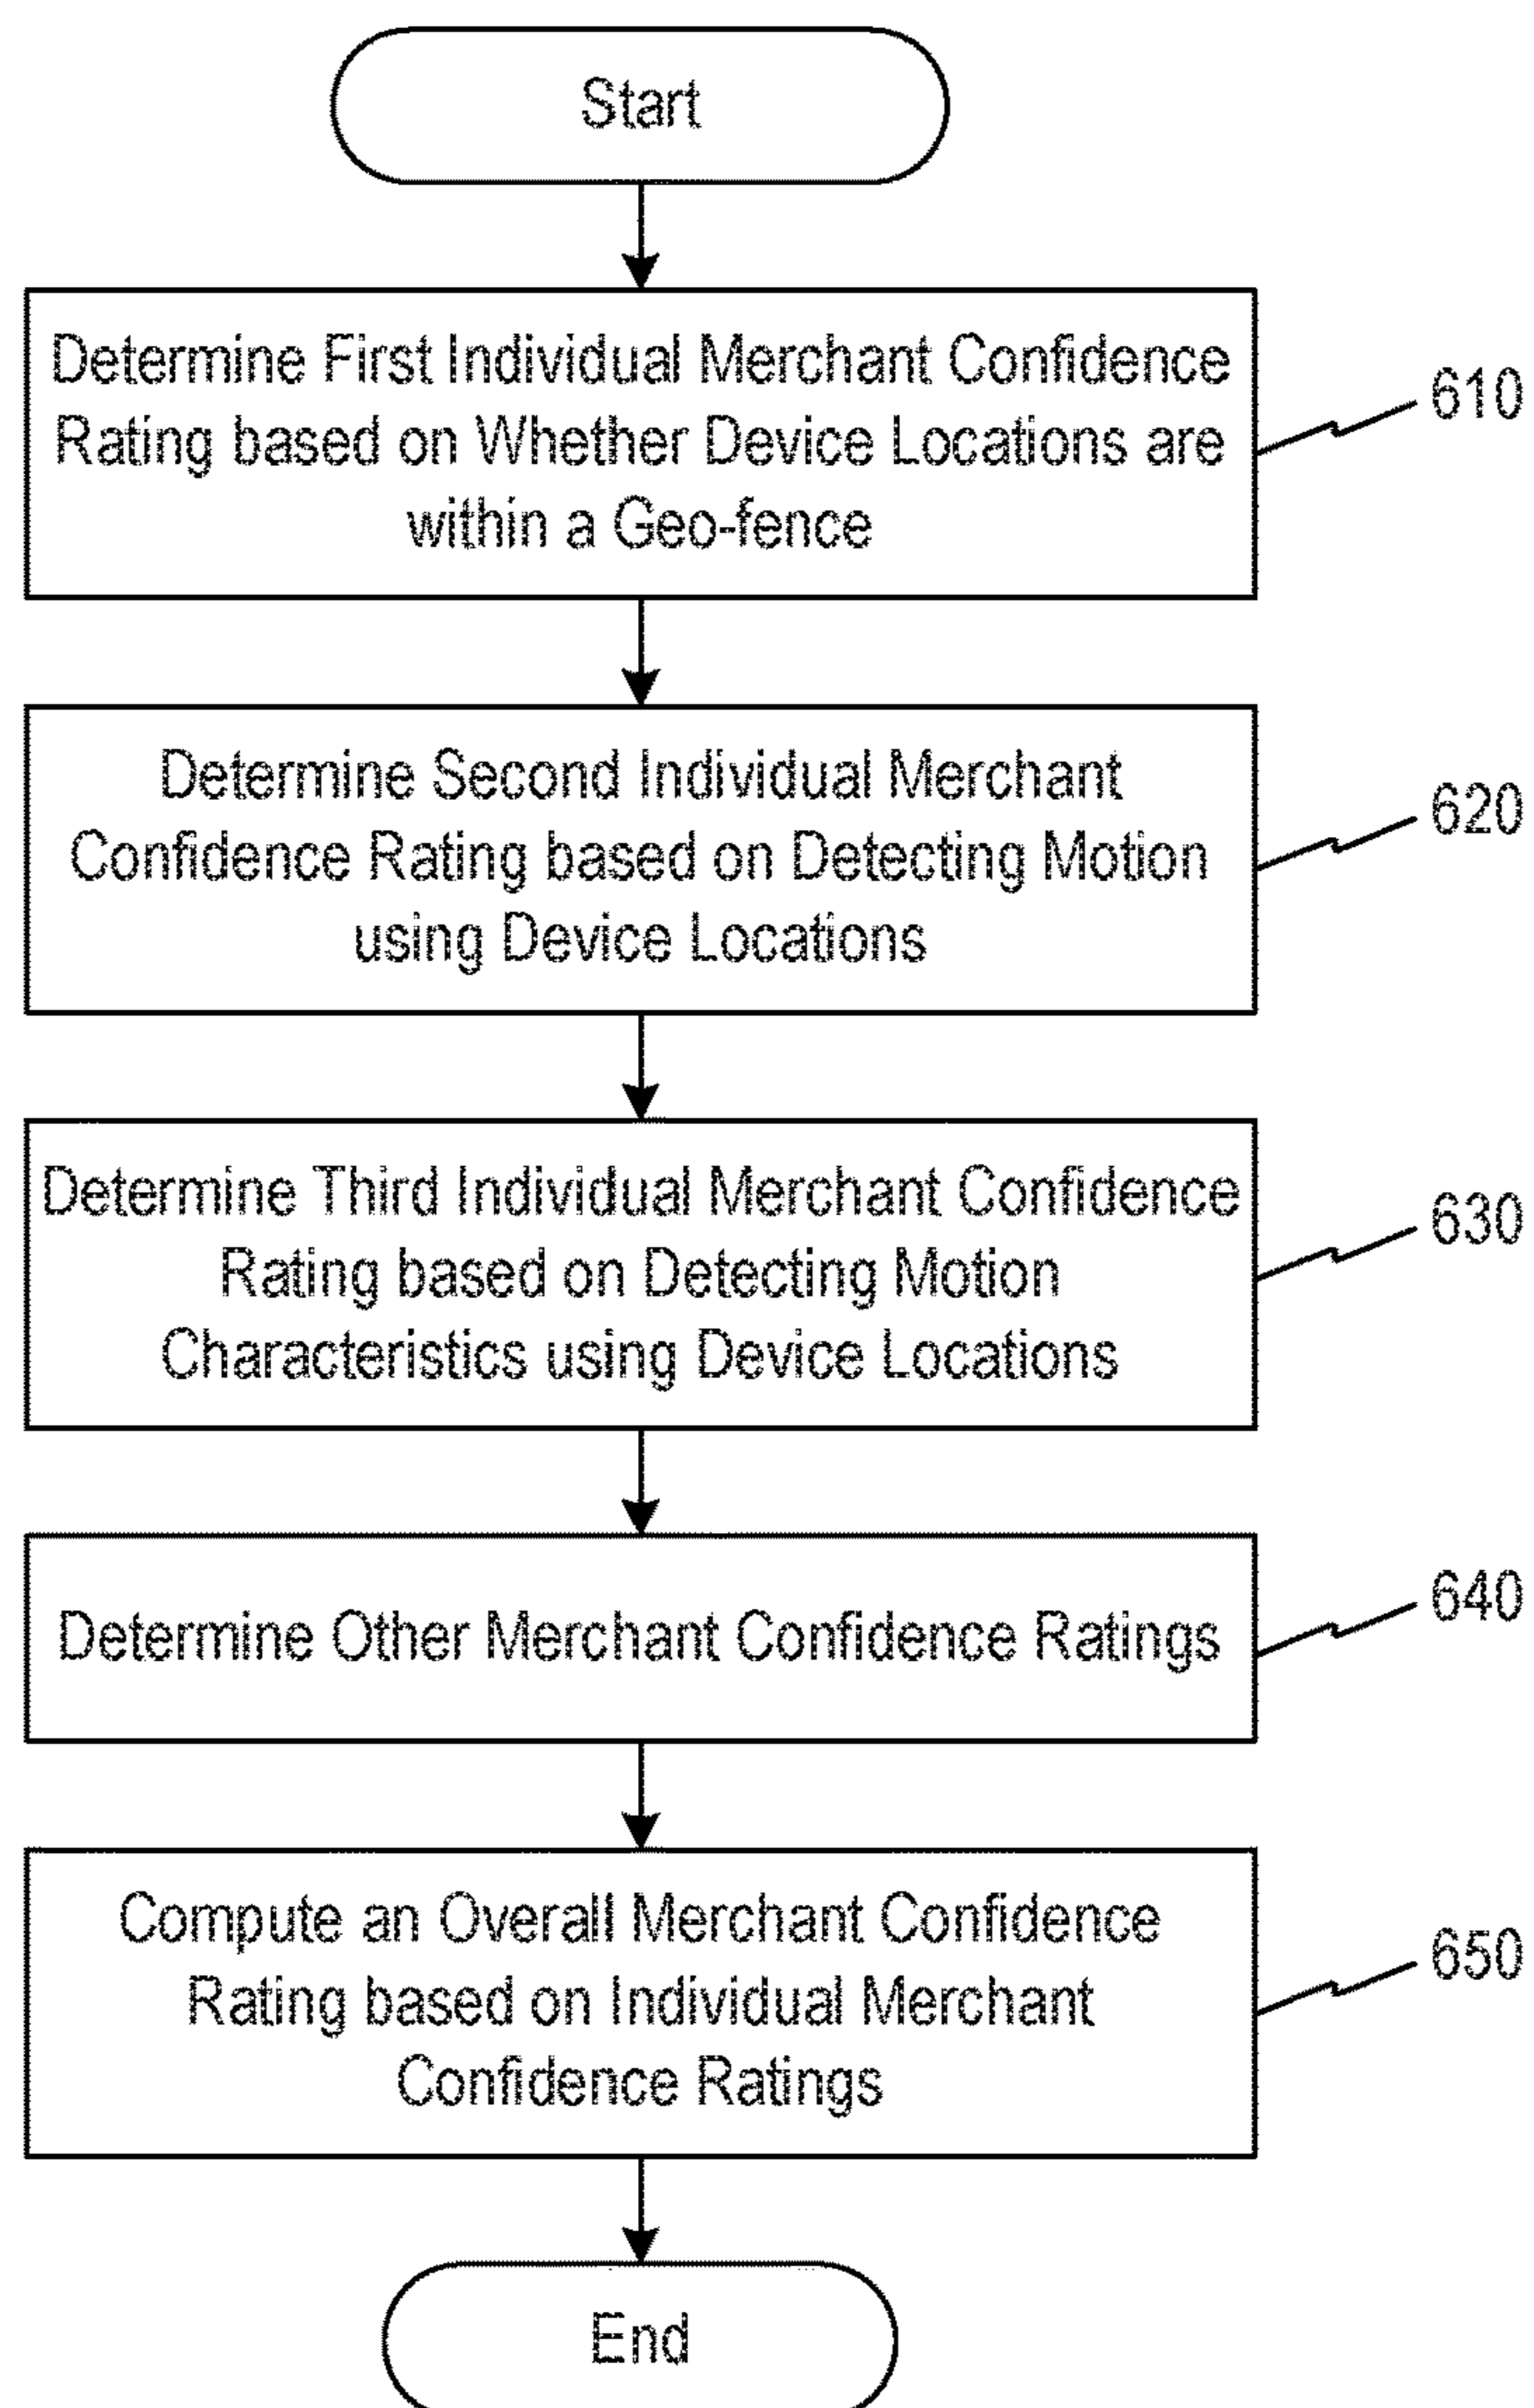 Start
Determine First Individual Merchant Confidence
Rating based on Whether Device Locations are
within a Geo-fence
610
Determine Second Individual Merchant
Confidence Rating based on Detecting Motion
using Device Locations
620
Determine Third Individual Merchant Confidence
Rating based on Detecting Motion
Characteristics using Device Locations
630
Determine Other Merchant Confidence Ratings
640
Compute an Overall Merchant Confidence
Rating based on Individual Merchant
Confidence Ratings
650
End